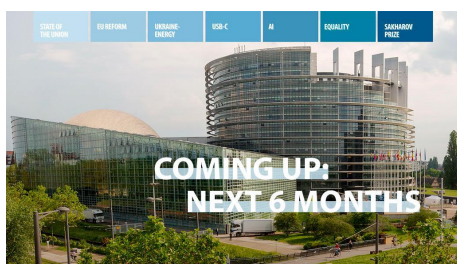 STATE OF
THE UNION
EU REFORM
UKRAINE-
ENERGY
USB-C
AI
EQUALITY
SAKHAROV
PRIZE
COMING UP:
NEXT 6 MONTHS